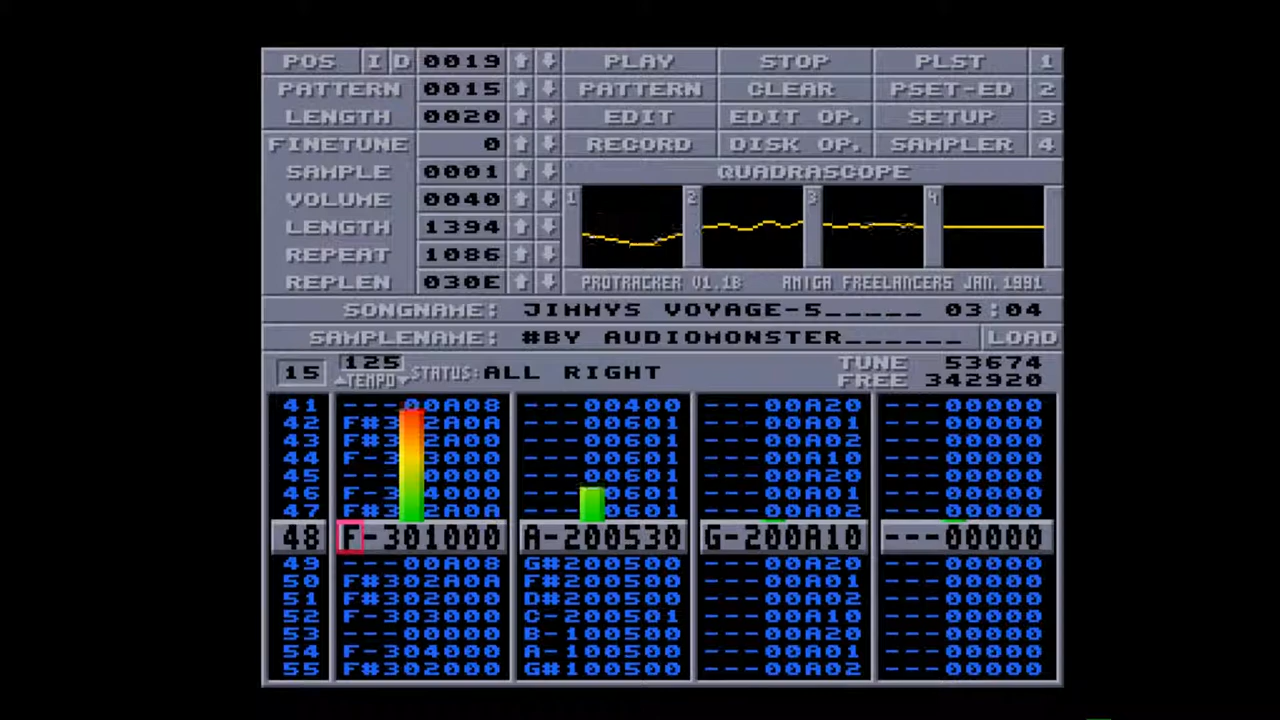 POS I D 0019 PLAY STOP PLST 1
PATTERN 0015 PATTERN CLEAR PSET-ED 2
LENGTH 0020 EDIT EDIT OP. SETUP 3
FINETUNE 0 RECORD DISK OP. SAMPLER 4
SAMPLE 0001 QUADRASCOPE
VOLUME 0040 1 2 3 4
LENGTH 1394
REPEAT 1086
REPLEN 030E PROTRACKER V1.1B AMIGA FREELANCERS JAN.1991
SONGNAME: JIMMYS VOYAGE-5_____ 03:04
SAMPLENAME: #BY AUDIOMONSTER______ LOAD
15 125 TEMPO STATUS:ALL RIGHT TUNE 53674
FREE 342920
41 ---00A08 ---00400 ---00A20 ---00000
42 F#302A0A ---00601 ---00A01 ---00000
43 F#3 2A0A ---00601 ---00A02 ---00000
44 F-3 3000 ---00601 ---00A10 ---00000
45 --- 0000 ---00601 ---00A20 ---00000
46 F-3 4000 --- 0601 ---00A01 ---00000
47 F#3 2A0A --- 0601 ---00A02 ---00000
48 F-301000 A-200530 G-200A10 ---00000
49 ---00A08 G#200500 ---00A20 ---00000
50 F#302A0A F#200500 ---00A01 ---00000
51 F#302000 D#200500 ---00A02 ---00000
52 F-303000 C-200501 ---00A10 ---00000
53 ---00000 B-100500 ---00A20 ---00000
54 F-304000 A-100500 ---00A01 ---00000
55 F#302000 G#100500 ---00A02 ---00000